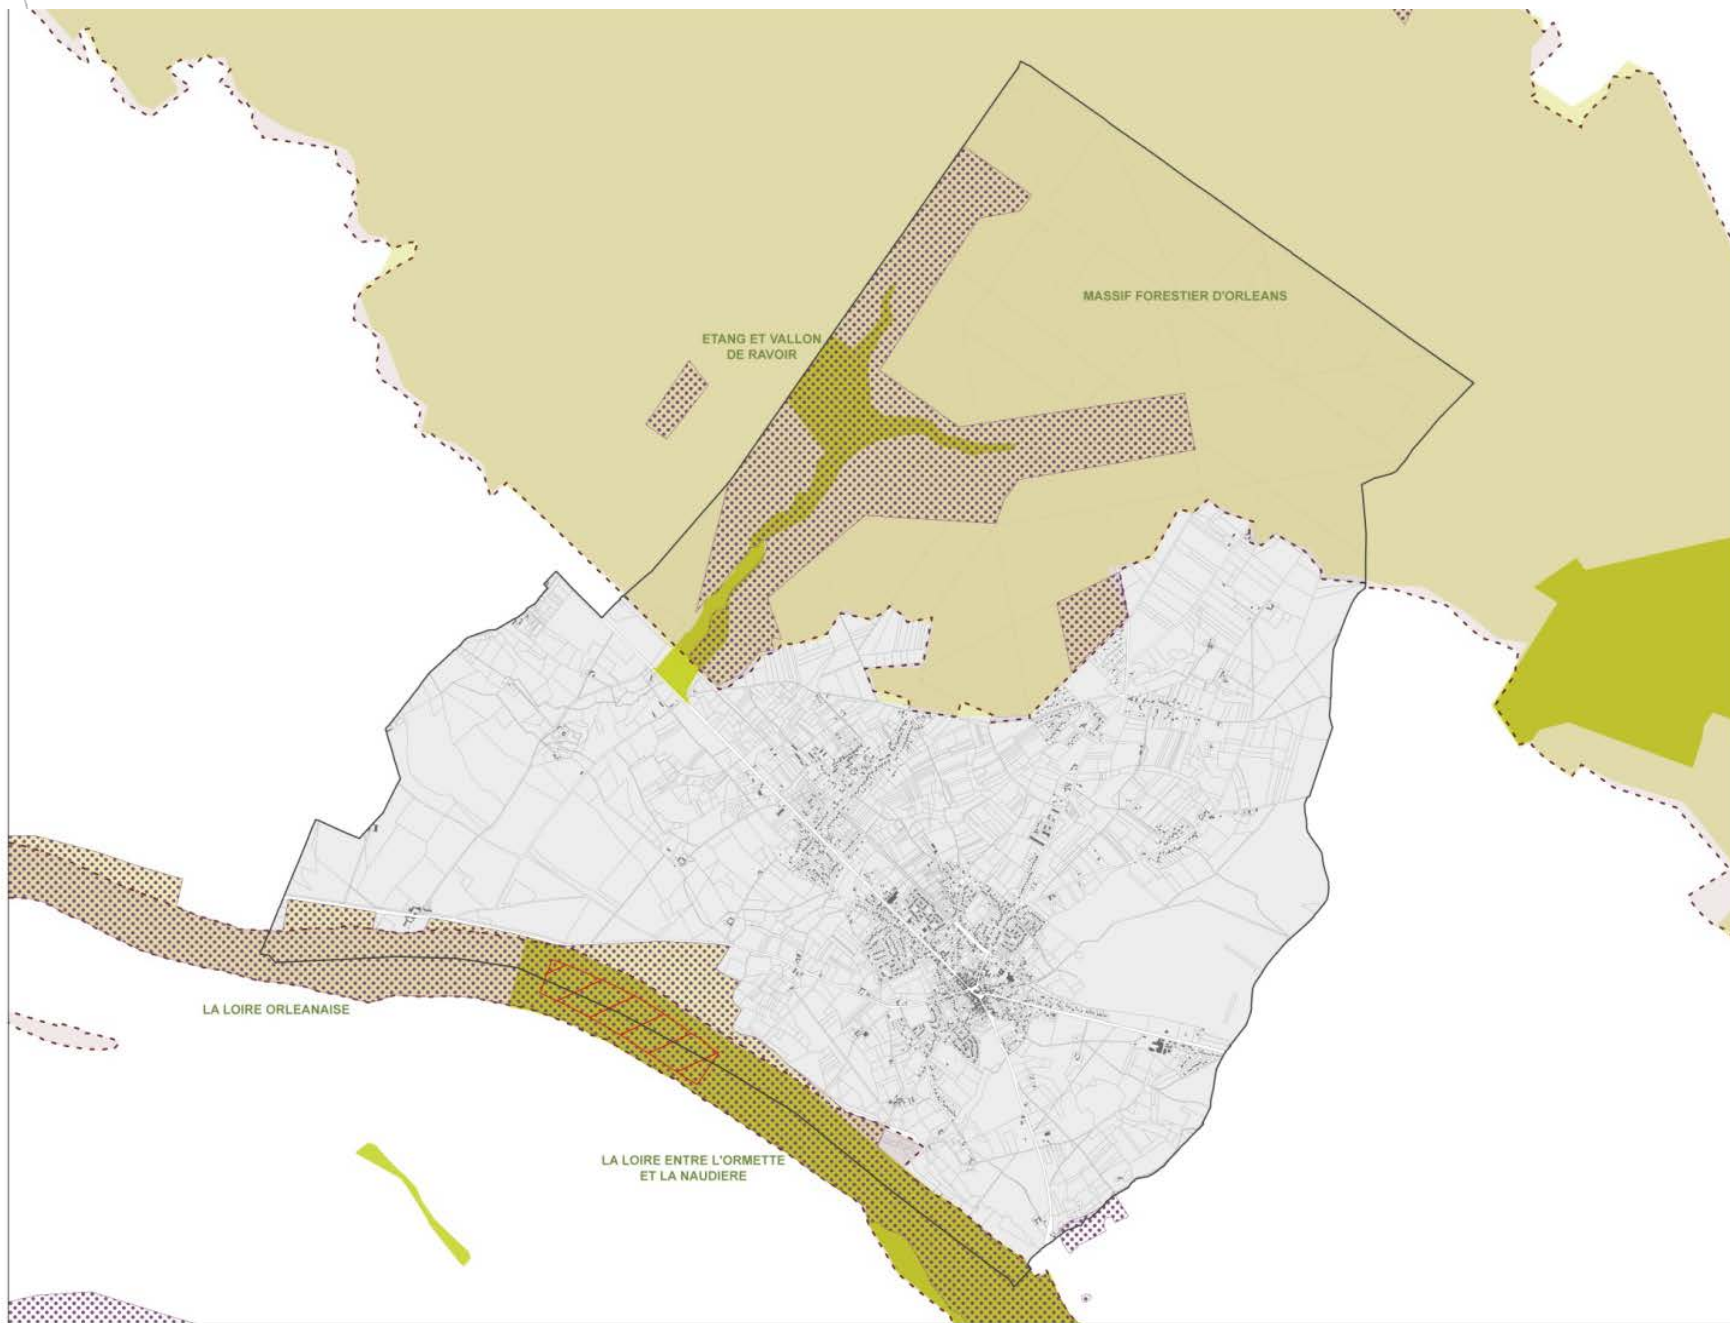 MASSIF FORESTIER D'ORLEANS
ETANG ET VALLON
DE RAVOIR
LA LOIRE ORLEANAISE
LA LOIRE ENTRE L'ORMETTE
ET LA NAUDIERE